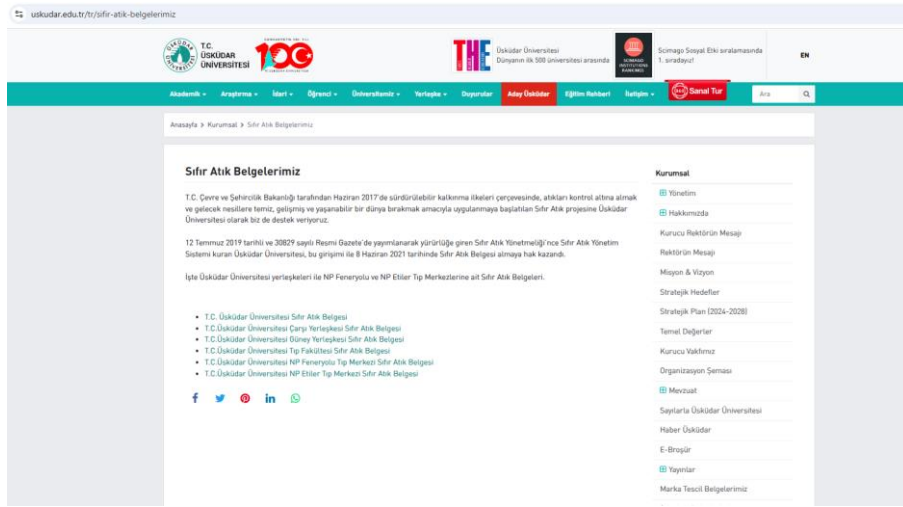 uskudar.edu.tr/tr/sifir-atik-belgelerimiz
T.C.
ÜSKÜDAR
ÜNİVERSİTESİ
100
THE
Üsküdar Üniversitesi
Dünyanın ilk 500 üniversitesi arasında
SCIMAGO
INSTITUTIONS
RANKINGS
Scimago Sosyal Etki sıralamasında
1. sıradayız!
EN
Akademik
Araştırma
İdari
Öğrenci
Üniversitemiz
Yerleşke
Duyurular
Aday Üsküdar
Eğitim Rehberi
İletişim
Sanal Tur
Ara
Anasayfa > Kurumsal > Sıfır Atık Belgelerimiz
Sıfır Atık Belgelerimiz
T.C. Çevre ve Şehircilik Bakanlığı tarafından Haziran 2017'de sürdürülebilir kalkınma ilkeleri çerçevesinde, atıkları kontrol altına almak
ve gelecek nesillere temiz, gelişmiş ve yaşanabilir bir dünya bırakmak amacıyla uygulanmaya başlatılan Sıfır Atık projesine Üsküdar
Üniversitesi olarak biz de destek veriyoruz.
12 Temmuz 2019 tarihli ve 30829 sayılı Resmi Gazete'de yayımlanarak yürürlüğe giren Sıfır Atık Yönetmeliği'nce Sıfır Atık Yönetim
Sistemi kuran Üsküdar Üniversitesi, bu girişimi ile 8 Haziran 2021 tarihinde Sıfır Atık Belgesi almaya hak kazandı.
İşte Üsküdar Üniversitesi yerleşkeleri ile NP Feneryolu ve NP Etiler Tıp Merkezlerine ait Sıfır Atık Belgeleri.
T.C. Üsküdar Üniversitesi Sıfır Atık Belgesi
T.C.Üsküdar Üniversitesi Çarşı Yerleşkesi Sıfır Atık Belgesi
T.C.Üsküdar Üniversitesi Güney Yerleşkesi Sıfır Atık Belgesi
T.C.Üsküdar Üniversitesi Tıp Fakültesi Sıfır Atık Belgesi
T.C.Üsküdar Üniversitesi NP Feneryolu Tıp Merkezi Sıfır Atık Belgesi
T.C.Üsküdar Üniversitesi NP Etiler Tıp Merkezi Sıfır Atık Belgesi
Kurumsal
Yönetim
Hakkımızda
Kurucu Rektörün Mesajı
Rektörün Mesajı
Misyon & Vizyon
Stratejik Hedefler
Stratejik Plan (2024-2028)
Temel Değerler
Kurucu Vakfımız
Organizasyon Şeması
Mevzuat
Sayılarla Üsküdar Üniversitesi
Haber Üsküdar
E-Broşür
Yayınlar
Marka Tescil Belgelerimiz